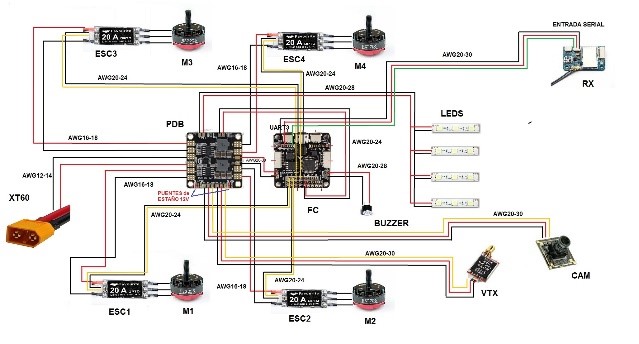 ENTRADA SERIAL
20 A
ESC3
M3
20 A
ESC4
M4
AWG20-24
AWG16-18
AWG20-24
AWG20-30
RX
AWG20-28
LEDS
PDB
UART3
AWG16-18
AWG20-24
AWG12-14
AWG16-18
AWG20-28
XT60
PUENTES de
ESTAÑO 12V
FC
BUZZER
AWG20-24
AWG20-30
AWG20-30
CAM
VTX
AWG20-24
AWG16-18
20 A
ESC1
M1
20 A
ESC2
M2